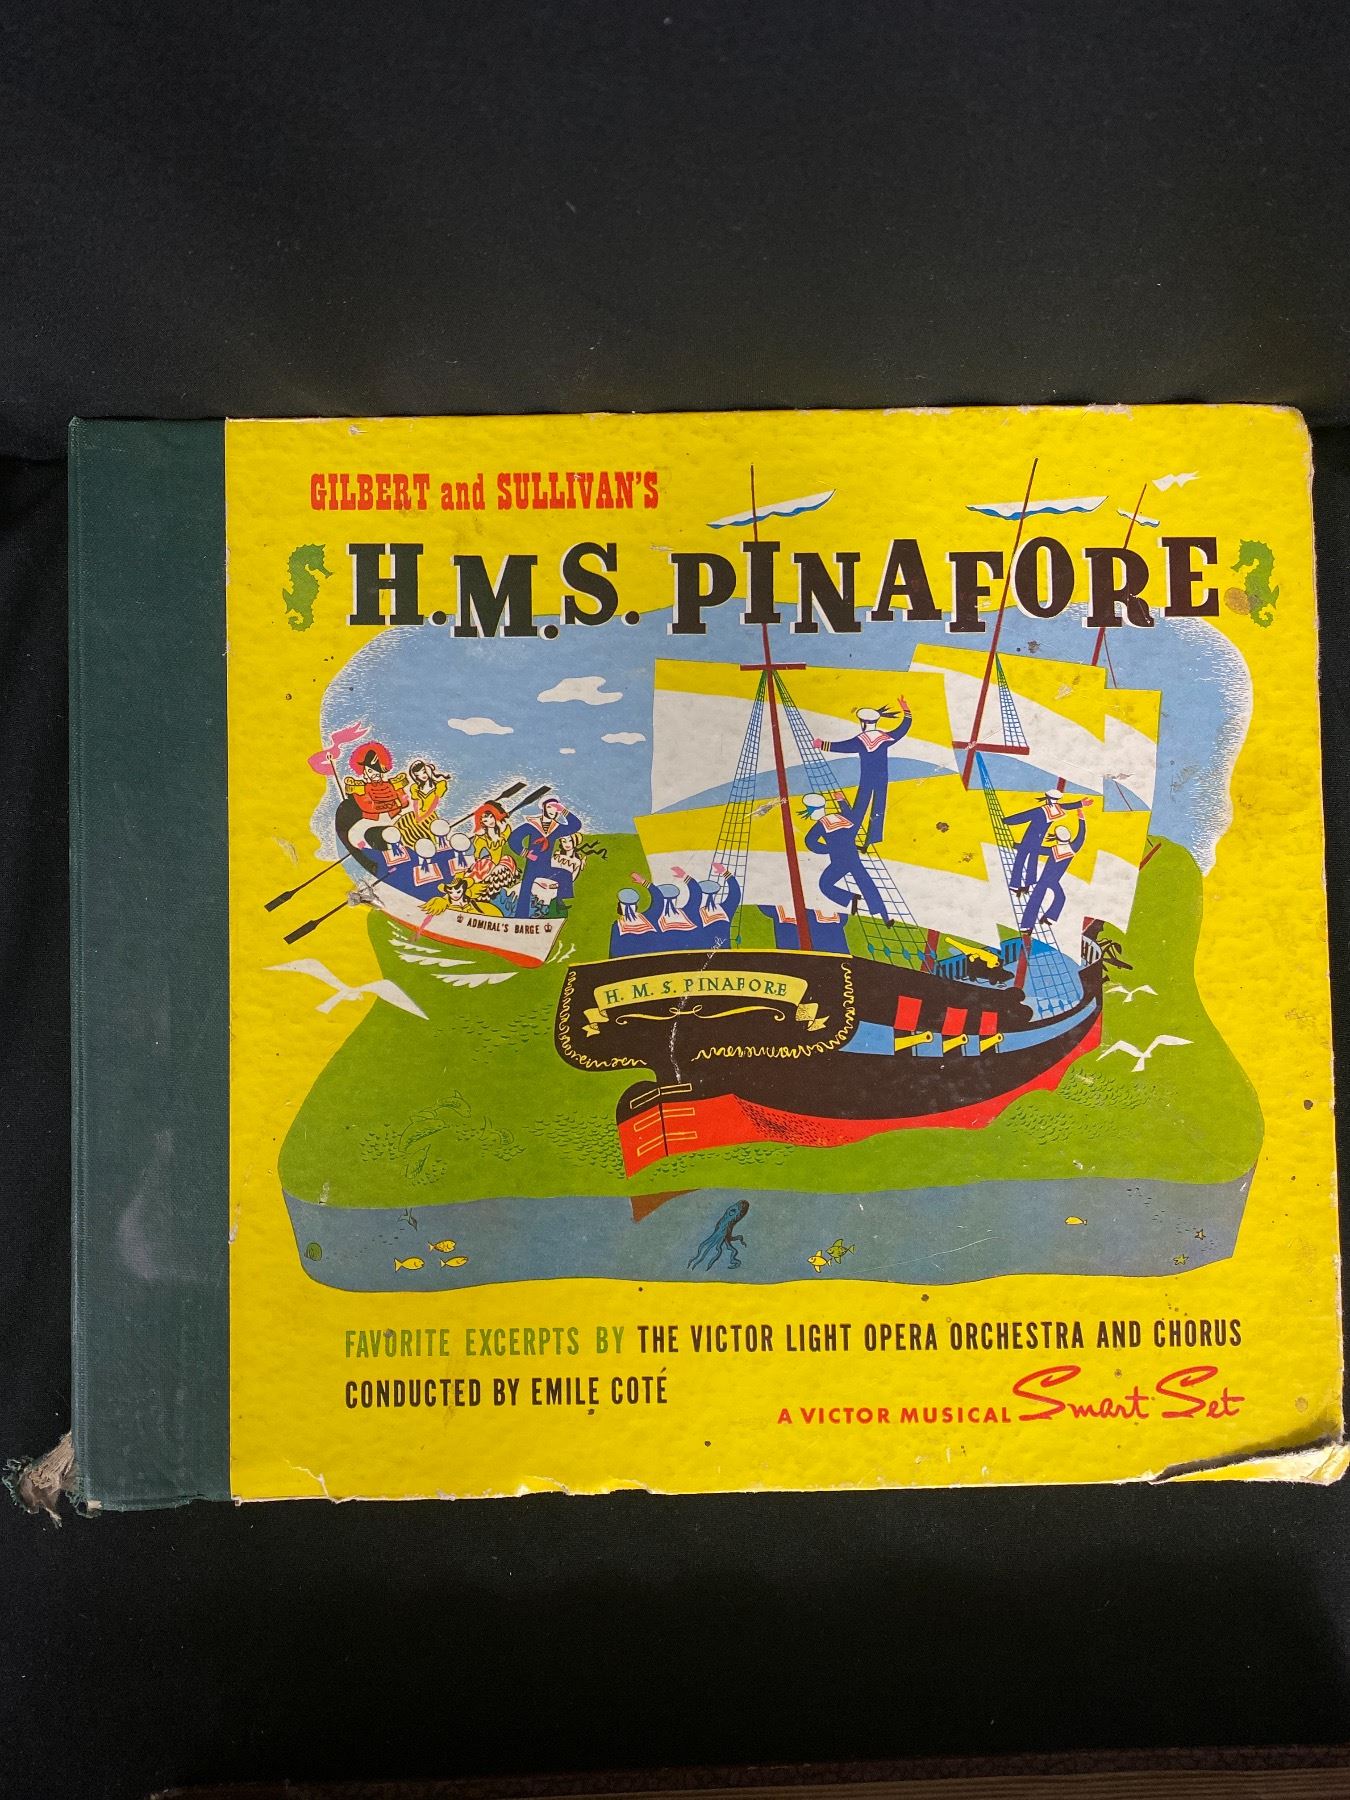 GILBERT and SULLIVAN'S
H.M.S. PINAFORE
ADMIRAL'S BARGE
H. M. S. PINAFORE
FAVORITE EXCERPTS BY THE VICTOR LIGHT OPERA ORCHESTRA AND CHORUS
CONDUCTED BY EMILE COTÉ
A VICTOR MUSICAL Smart Set